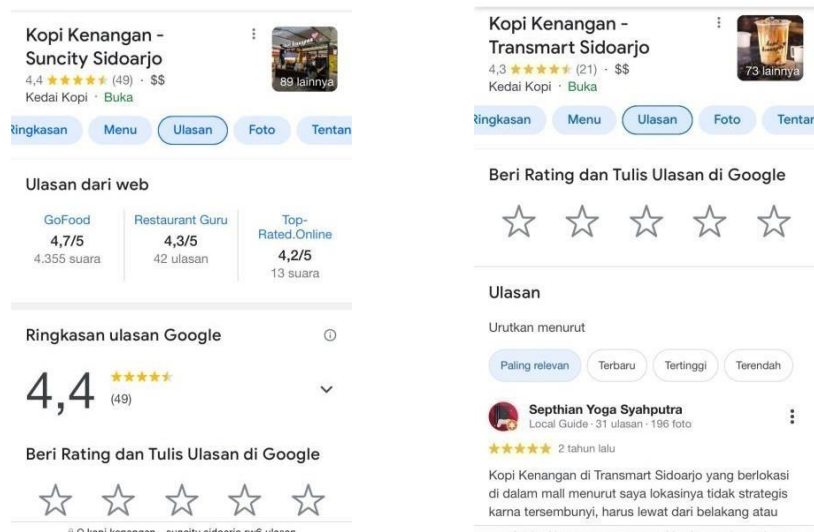 Kopi Kenangan -
Suncity Sidoarjo
4,4 (49) · $$
Kedai Kopi · Buka
89 lainnya
Ringkasan Menu Ulasan Foto Tentan
Ulasan dari web
GoFood
4,7/5
4.355 suara
Restaurant Guru
4,3/5
42 ulasan
Top-
Rated.Online
4,2/5
13 suara
Ringkasan ulasan Google
4,4
(49)
Beri Rating dan Tulis Ulasan di Google
kopi kenangan - suncity sidoarjo
ulasan
Kopi Kenangan -
Transmart Sidoarjo
4,3 (21) · $$
Kedai Kopi · Buka
73 lainnya
Ringkasan Menu Ulasan Foto Tentan
Beri Rating dan Tulis Ulasan di Google
Ulasan
Urutkan menurut
Paling relevan Terbaru Tertinggi Terendah
Septhian Yoga Syahputra
Local Guide · 31 ulasan · 196 foto
2 tahun lalu
Kopi Kenangan di Transmart Sidoarjo yang berlokasi
di dalam mall menurut saya lokasinya tidak strategis
karna tersembunyi, harus lewat dari belakang atau